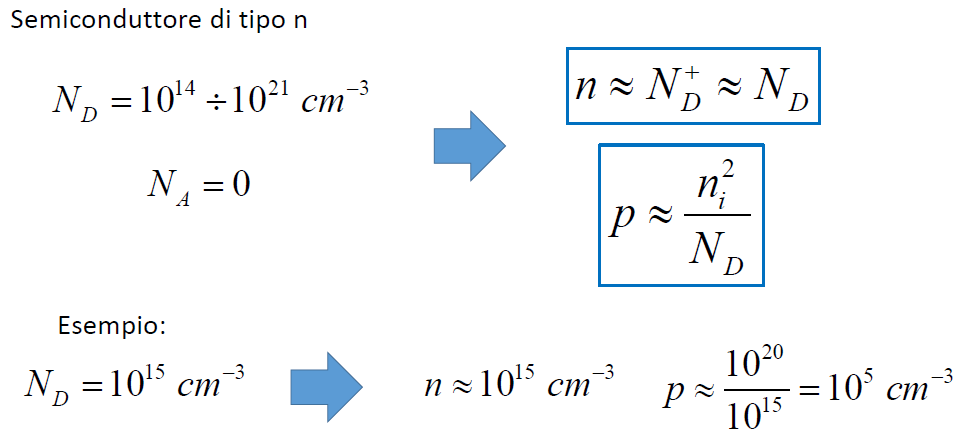 Semiconduttore di tipo n
N_D = 10^14 ÷ 10^21 cm^−3
n ≈ N_D^+ ≈ N_D
N_A = 0
p ≈ n_i^2 / N_D
Esempio:
N_D = 10^15 cm^−3
n ≈ 10^15 cm^−3
p ≈ 10^20 / 10^15 = 10^5 cm^−3